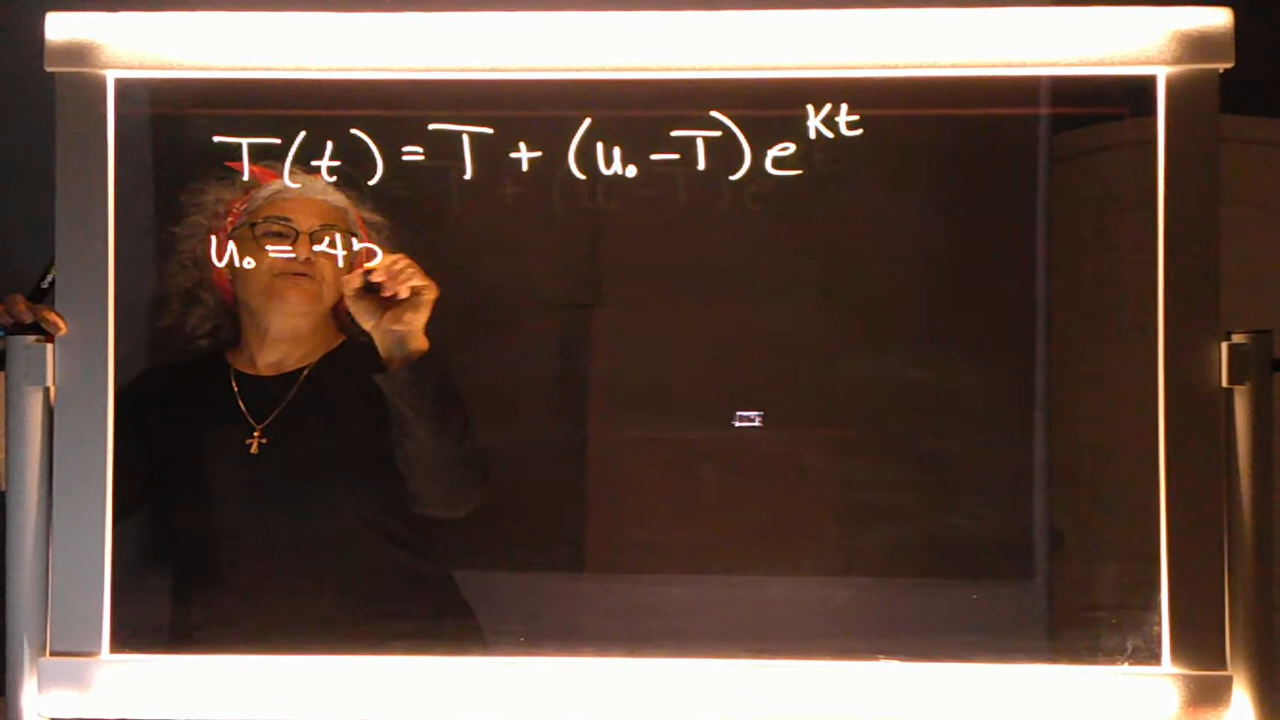 T(t) = T + (u₀ - T)e^{Kt}
u₀ = 45